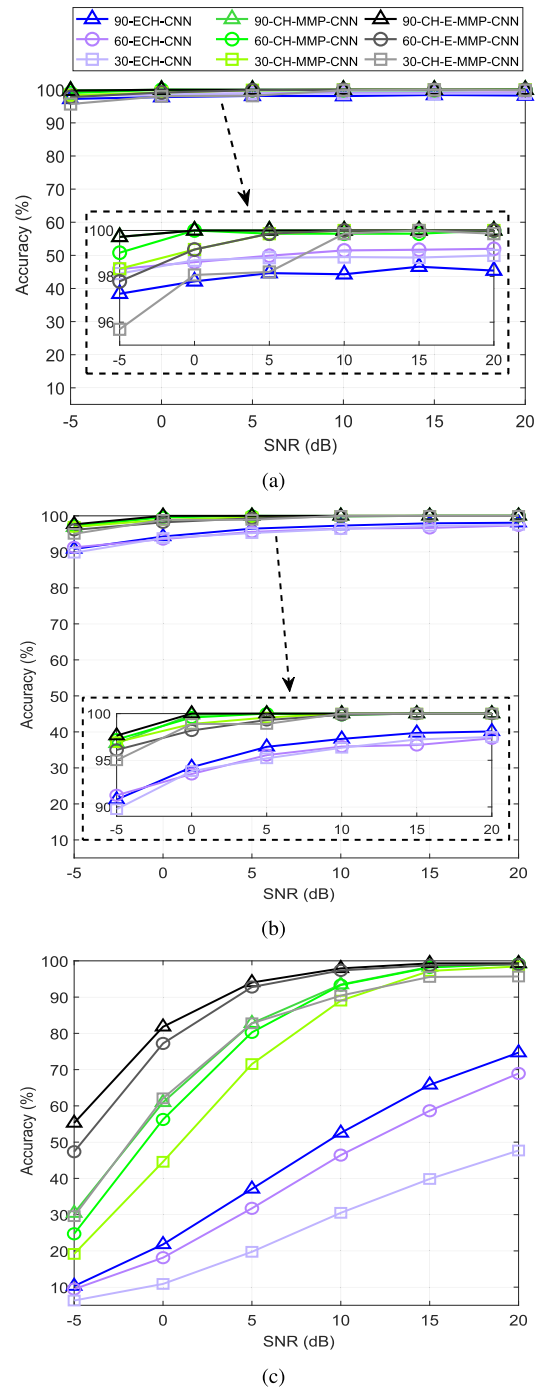 90-ECH-CNN 90-CH-MMP-CNN 90-CH-E-MMP-CNN
60-ECH-CNN 60-CH-MMP-CNN 60-CH-E-MMP-CNN
30-ECH-CNN 30-CH-MMP-CNN 30-CH-E-MMP-CNN
100
90
80
70
60
50
40
30
20
10
Accuracy (%)
100
98
96
-5 0 5 10 15 20
-5 0 5 10 15 20
SNR (dB)
(a)
100
90
80
70
60
50
40
30
20
10
Accuracy (%)
100
95
90
-5 0 5 10 15 20
-5 0 5 10 15 20
SNR (dB)
(b)
100
90
80
70
60
50
40
30
20
10
Accuracy (%)
-5 0 5 10 15 20
SNR (dB)
(c)